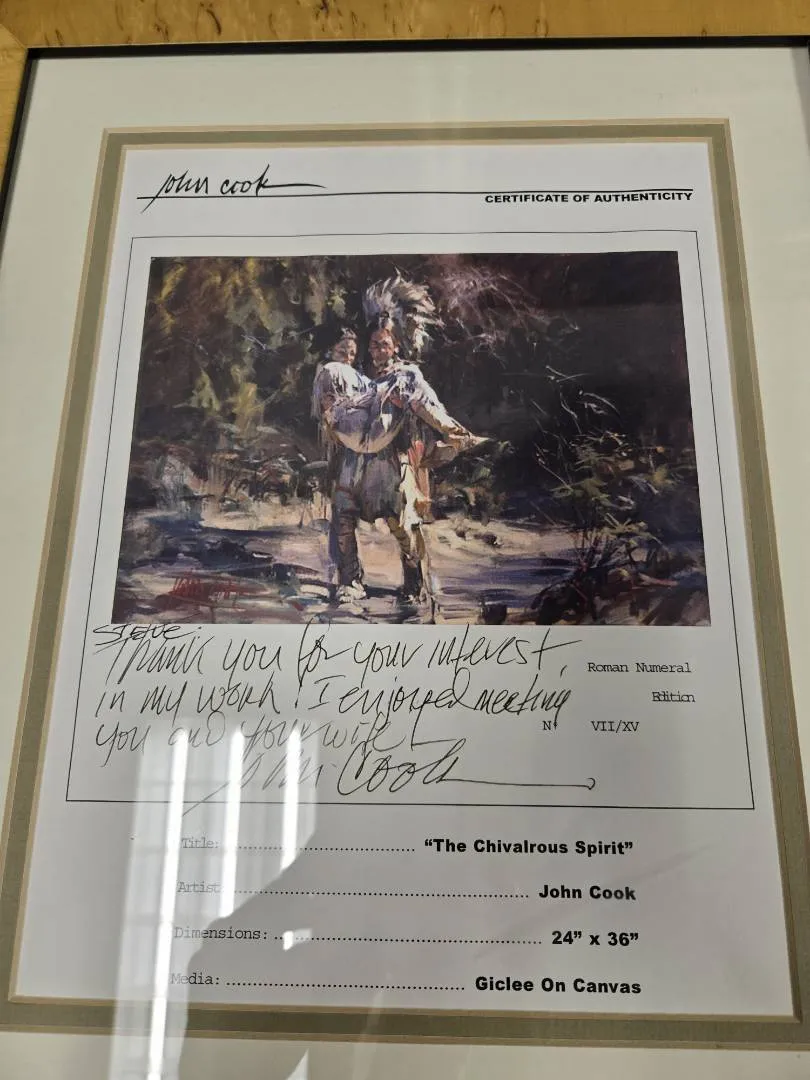 john cook
CERTIFICATE OF AUTHENTICITY
Steve:
Thank you for your interest
in my work! I enjoyed meeting
you and your wife
John Cook
Roman Numeral
Edition
N° VII/XV
Title: "The Chivalrous Spirit"
Artist John Cook
Dimensions: 24" x 36"
Media: Giclee On Canvas